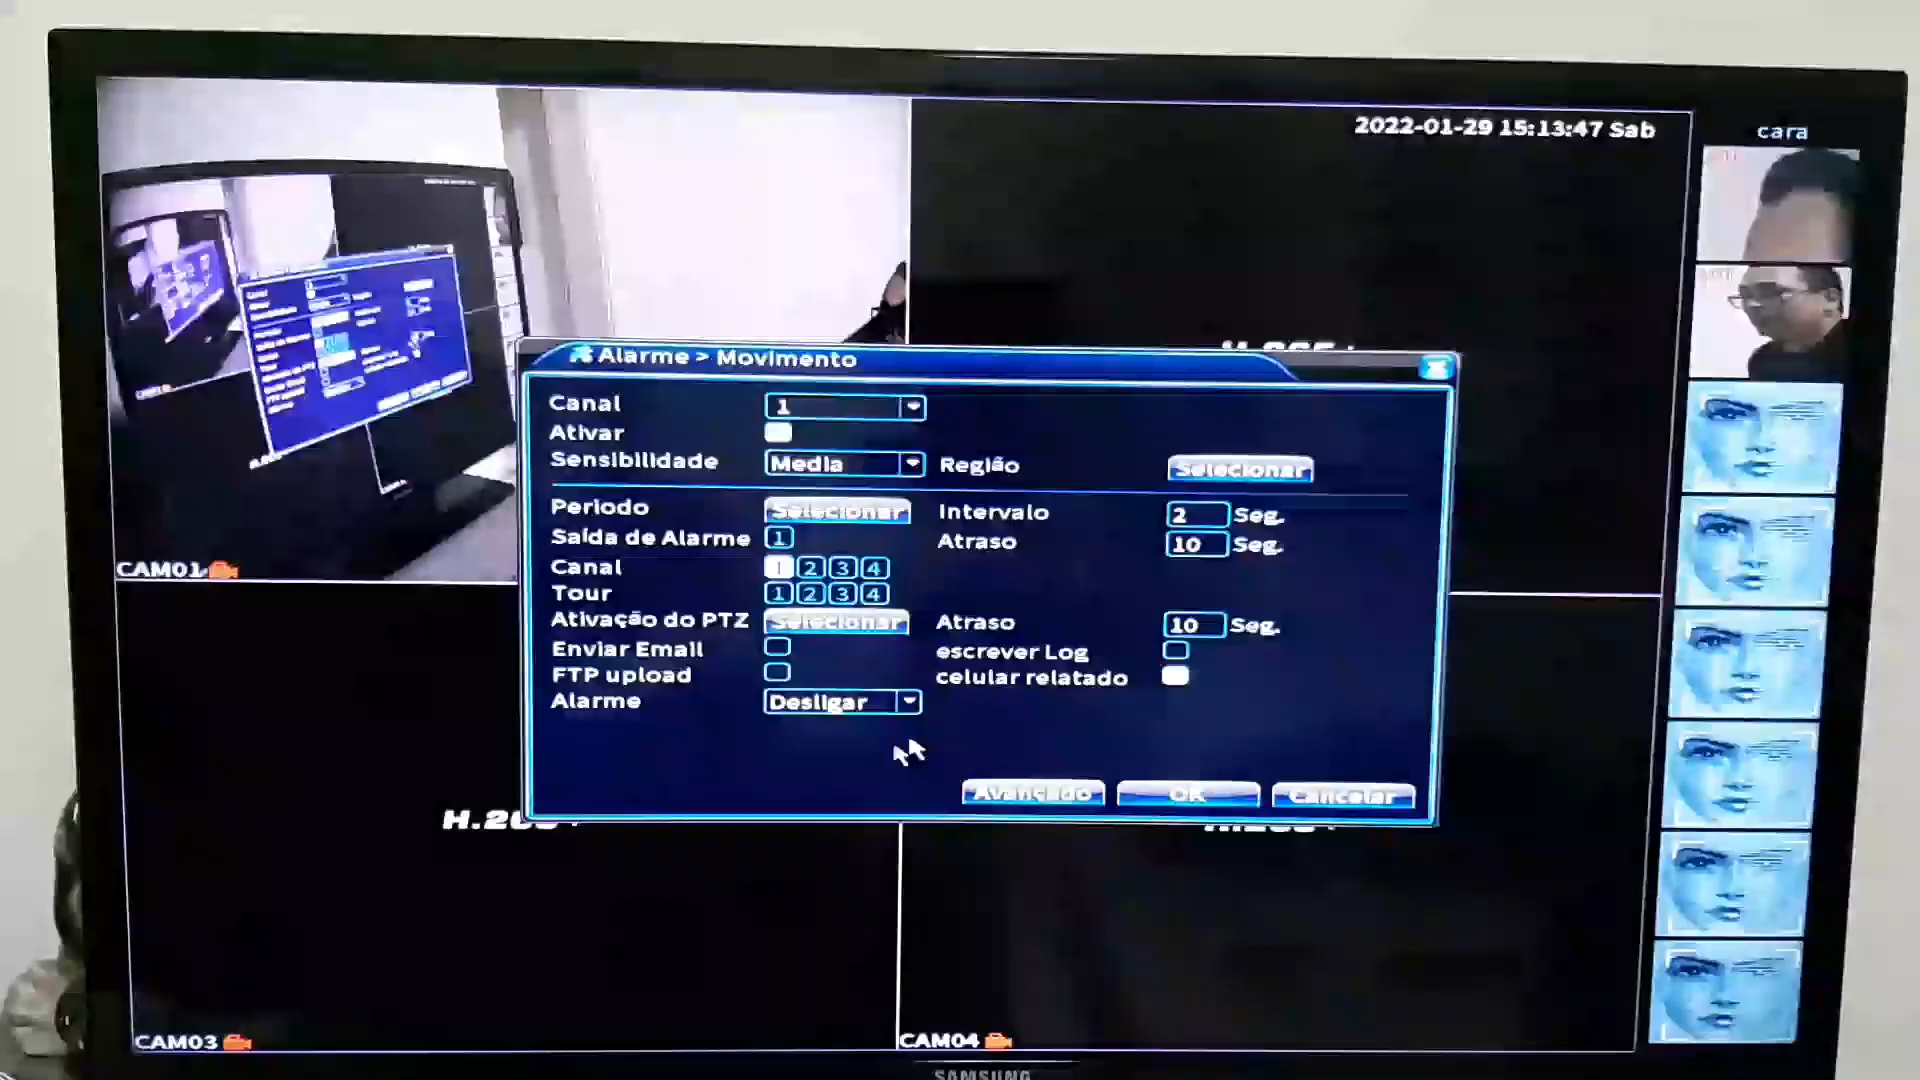 2022-01-29 15:13:47 Sab
cara
Alarme > Movimento
Canal 1
Ativar
Sensibilidade Media Região Selecionar
Periodo Selecionar Intervalo 2 Seg.
Saída de Alarme 1 Atraso 10 Seg.
Canal 1 2 3 4
Tour 1 2 3 4
Ativação do PTZ Selecionar Atraso 10 Seg.
Enviar Email escrever Log
FTP upload celular relatado
Alarme Desligar
Avançado OK Cancelar
CAM01
CAM03
CAM04
SAMSUNG